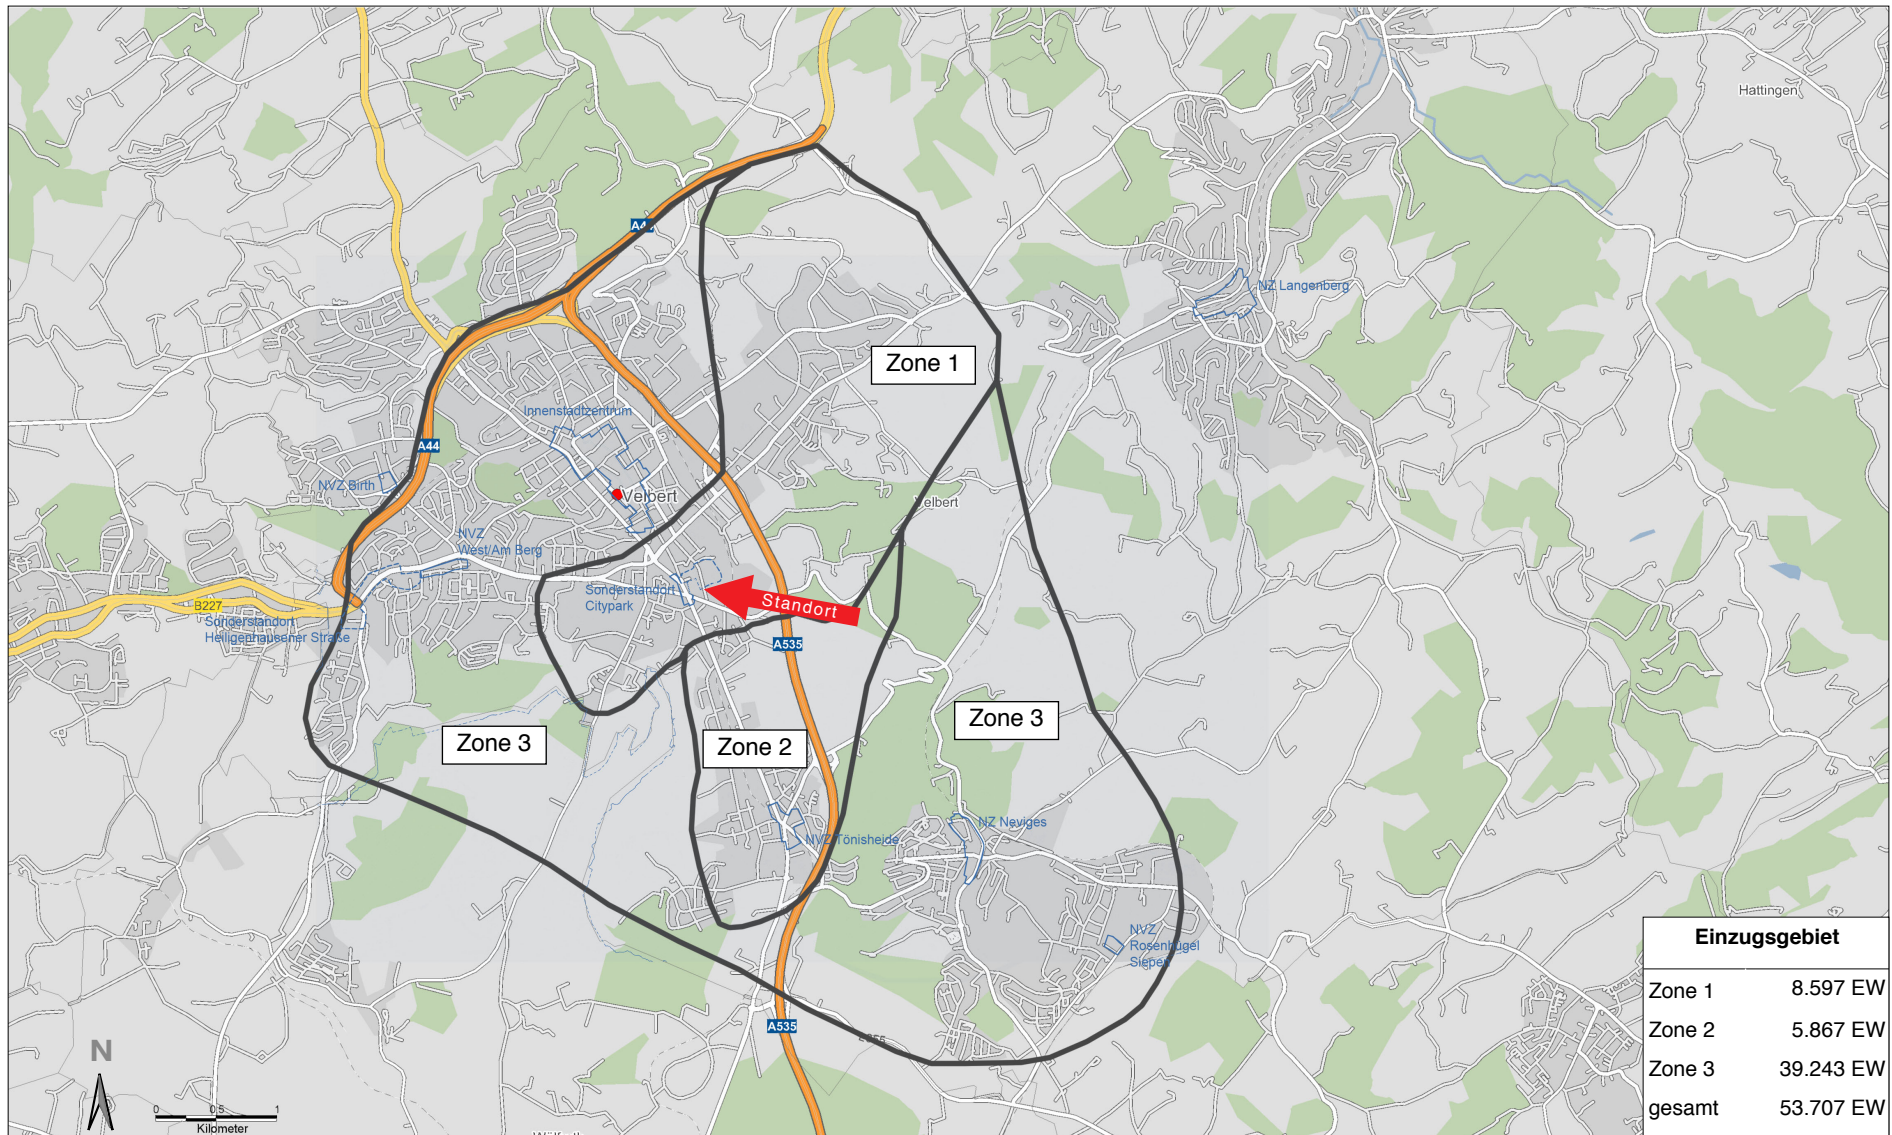 Hattingen
A44
NZ Langenberg
Zone 1
Innenstadtzentrum
A44
NVZ Birth
Velbert
Velbert
NVZ
West/Am Berg
Sonderstandort
Citypark
Standort
B227
Sonderstandort
Heiligenhausener Straße
A535
Zone 3
Zone 3
Zone 2
NZ Neviges
NVZ Tönisheide
NVZ
Rosenhügel
Siepen
A535
N
0 0,5 1
Kilometer
Einzugsgebiet
Zone 1 8.597 EW
Zone 2 5.867 EW
Zone 3 39.243 EW
gesamt 53.707 EW